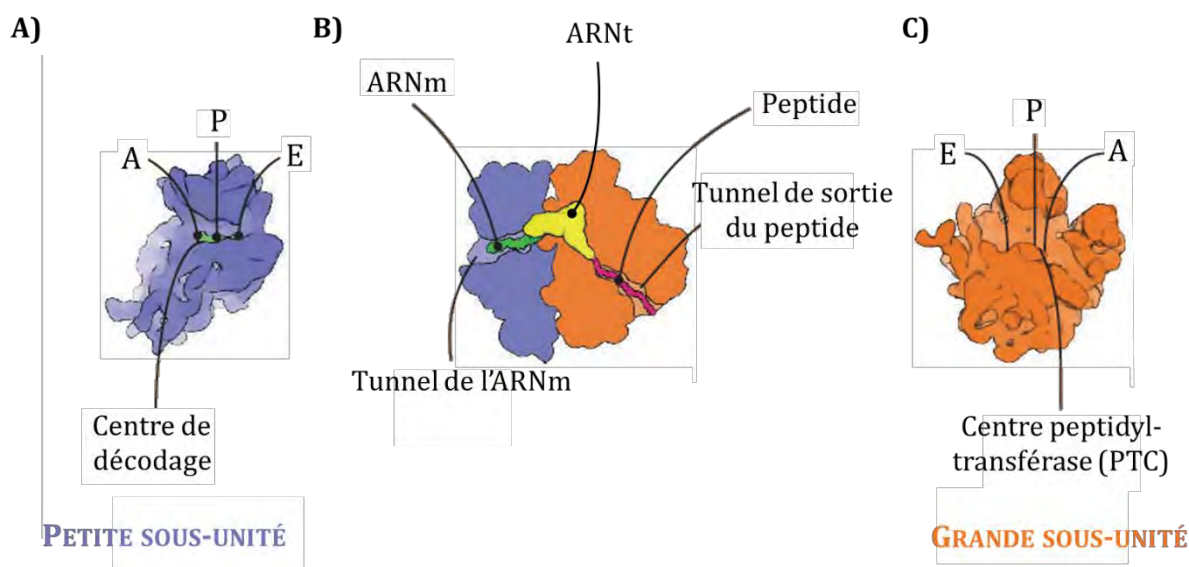 A)
P
A
E
Centre de
décodage
PETITE SOUS-UNITÉ
B)
ARNt
ARNm
Peptide
Tunnel de sortie
du peptide
Tunnel de l'ARNm
C)
P
E
A
Centre peptidyl-
transférase (PTC)
GRANDE SOUS-UNITÉ